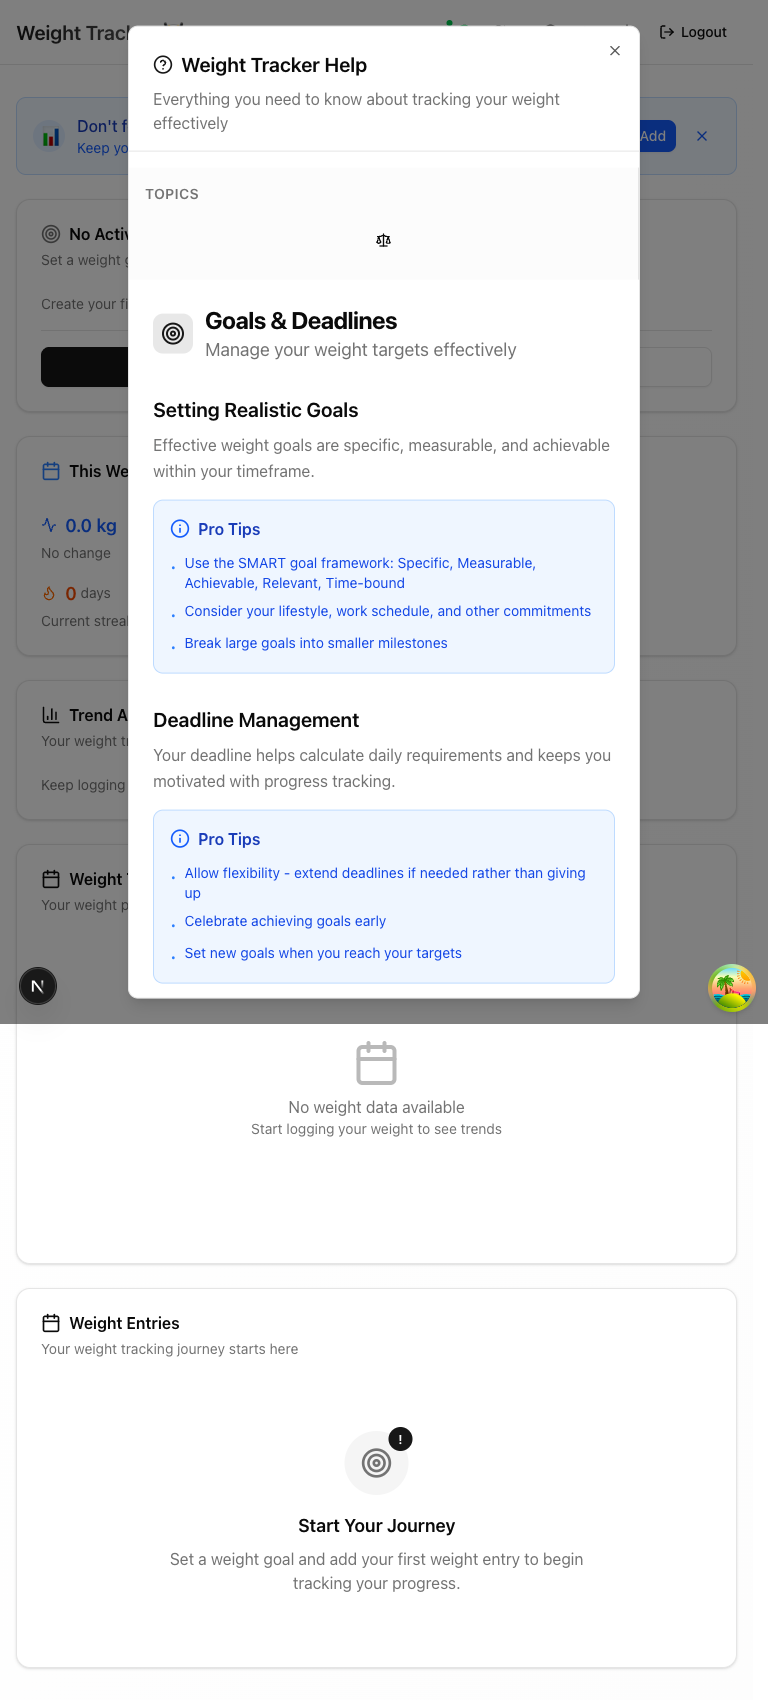 Weight Trac
Logout
Weight Tracker Help
Everything you need to know about tracking your weight
effectively
Don't f
Keep yo
Add
TOPICS
No Activ
Set a weight g
Create your fi
Goals & Deadlines
Manage your weight targets effectively
Setting Realistic Goals
Effective weight goals are specific, measurable, and achievable
within your timeframe.
This We
0.0 kg
No change
0 days
Current strea
Pro Tips
Use the SMART goal framework: Specific, Measurable,
Achievable, Relevant, Time-bound
Consider your lifestyle, work schedule, and other commitments
Break large goals into smaller milestones
Trend A
Your weight tr
Keep logging
Deadline Management
Your deadline helps calculate daily requirements and keeps you
motivated with progress tracking.
Pro Tips
Allow flexibility - extend deadlines if needed rather than giving
up
Celebrate achieving goals early
Set new goals when you reach your targets
Weight T
Your weight p
N
No weight data available
Start logging your weight to see trends
Weight Entries
Your weight tracking journey starts here
!
Start Your Journey
Set a weight goal and add your first weight entry to begin
tracking your progress.